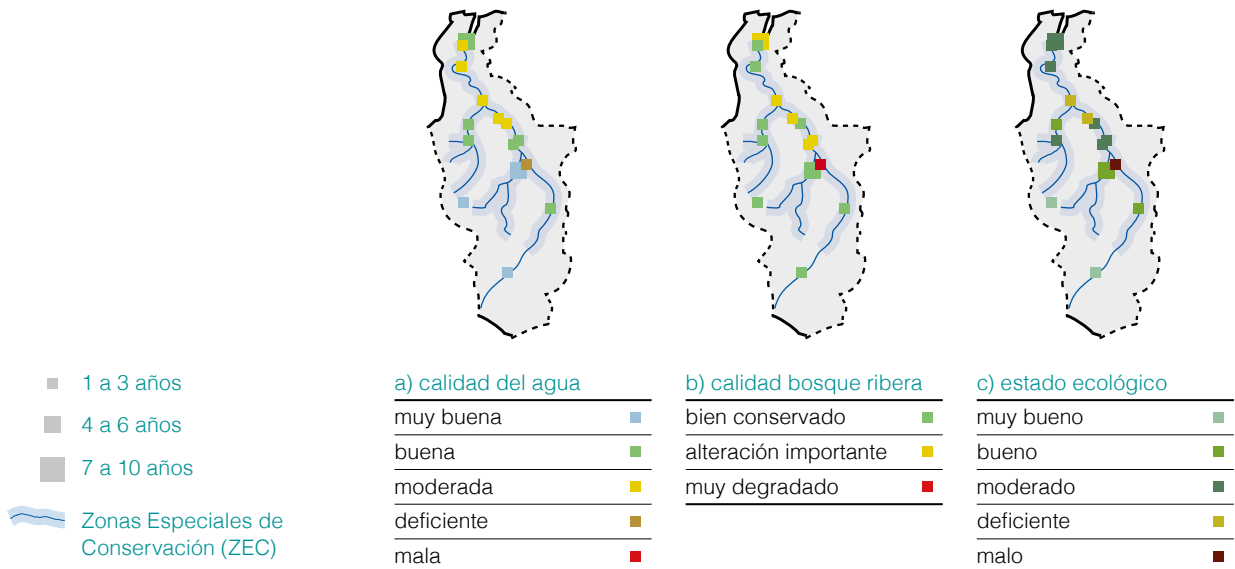 1 a 3 años
4 a 6 años
7 a 10 años
Zonas Especiales de
Conservación (ZEC)
a) calidad del agua
muy buena
buena
moderada
deficiente
mala
b) calidad bosque ribera
bien conservado
alteración importante
muy degradado
c) estado ecológico
muy bueno
bueno
moderado
deficiente
malo